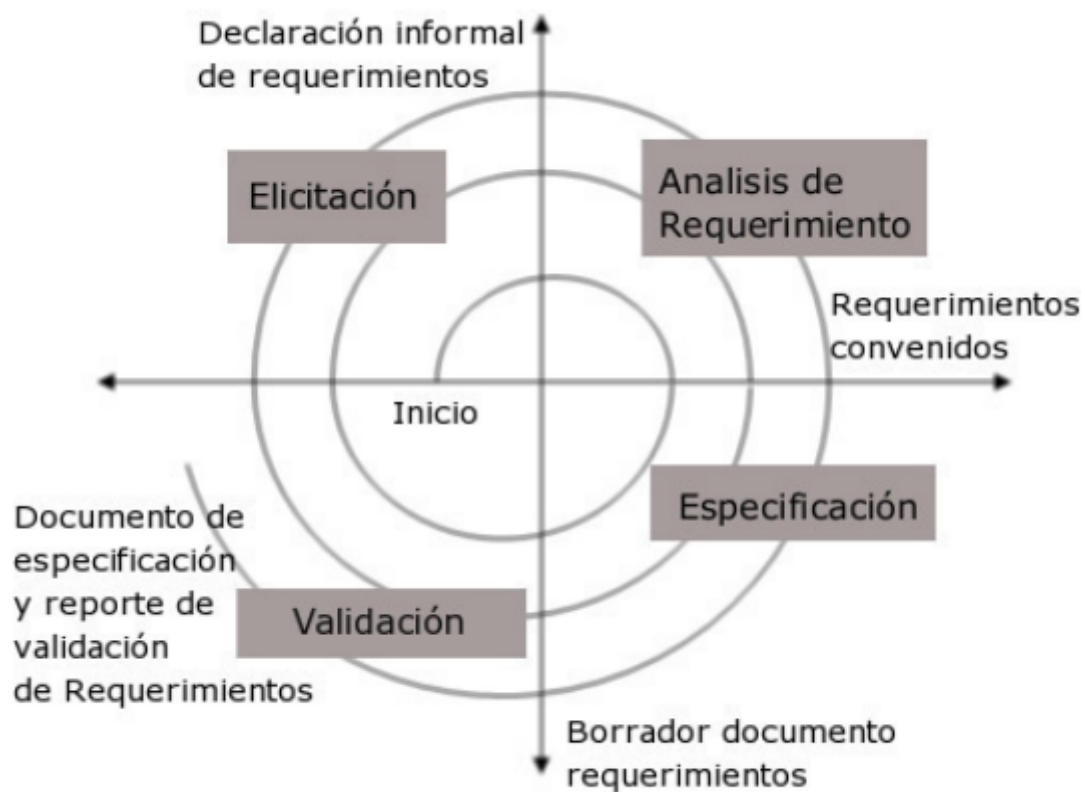 Declaración informal
de requerimientos
Elicitación
Analisis de
Requerimiento
Requerimientos
convenidos
Inicio
Especificación
Documento de
especificación
y reporte de
validación
de Requerimientos
Validación
Borrador documento
requerimientos